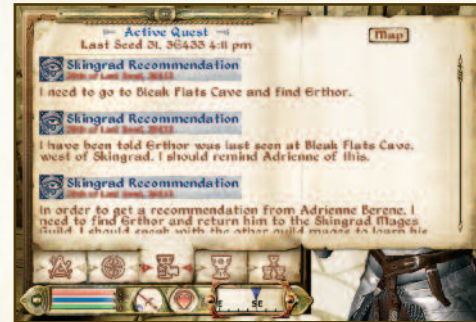 Active Quest
Last Seed 31, 3E433 4:11 pm
Map
Skingrad Recommendation
I need to go to Bleak Flats Cave and find Erthor.
Skingrad Recommendation
I have been told Erthor was last seen at Bleak Flats Cave,
west of Skingrad. I should remind Adrienne of this.
Skingrad Recommendation
In order to get a recommendation from Adrienne Berene, I
need to find Erthor and return him to the Skingrad Mages
Guild. I should speak with the other guild mages to learn his
E
SE